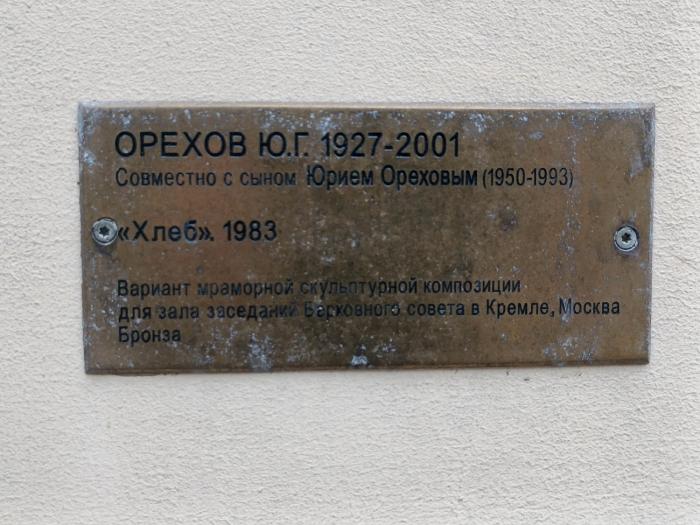 ОРЕХОВ Ю.Г. 1927-2001
Совместно с сыном Юрием Ореховым (1950-1993)
«Хлеб». 1983
Вариант мраморной скульптурной композиции
для зала заседаний Верховного совета в Кремле, Москва
Бронза